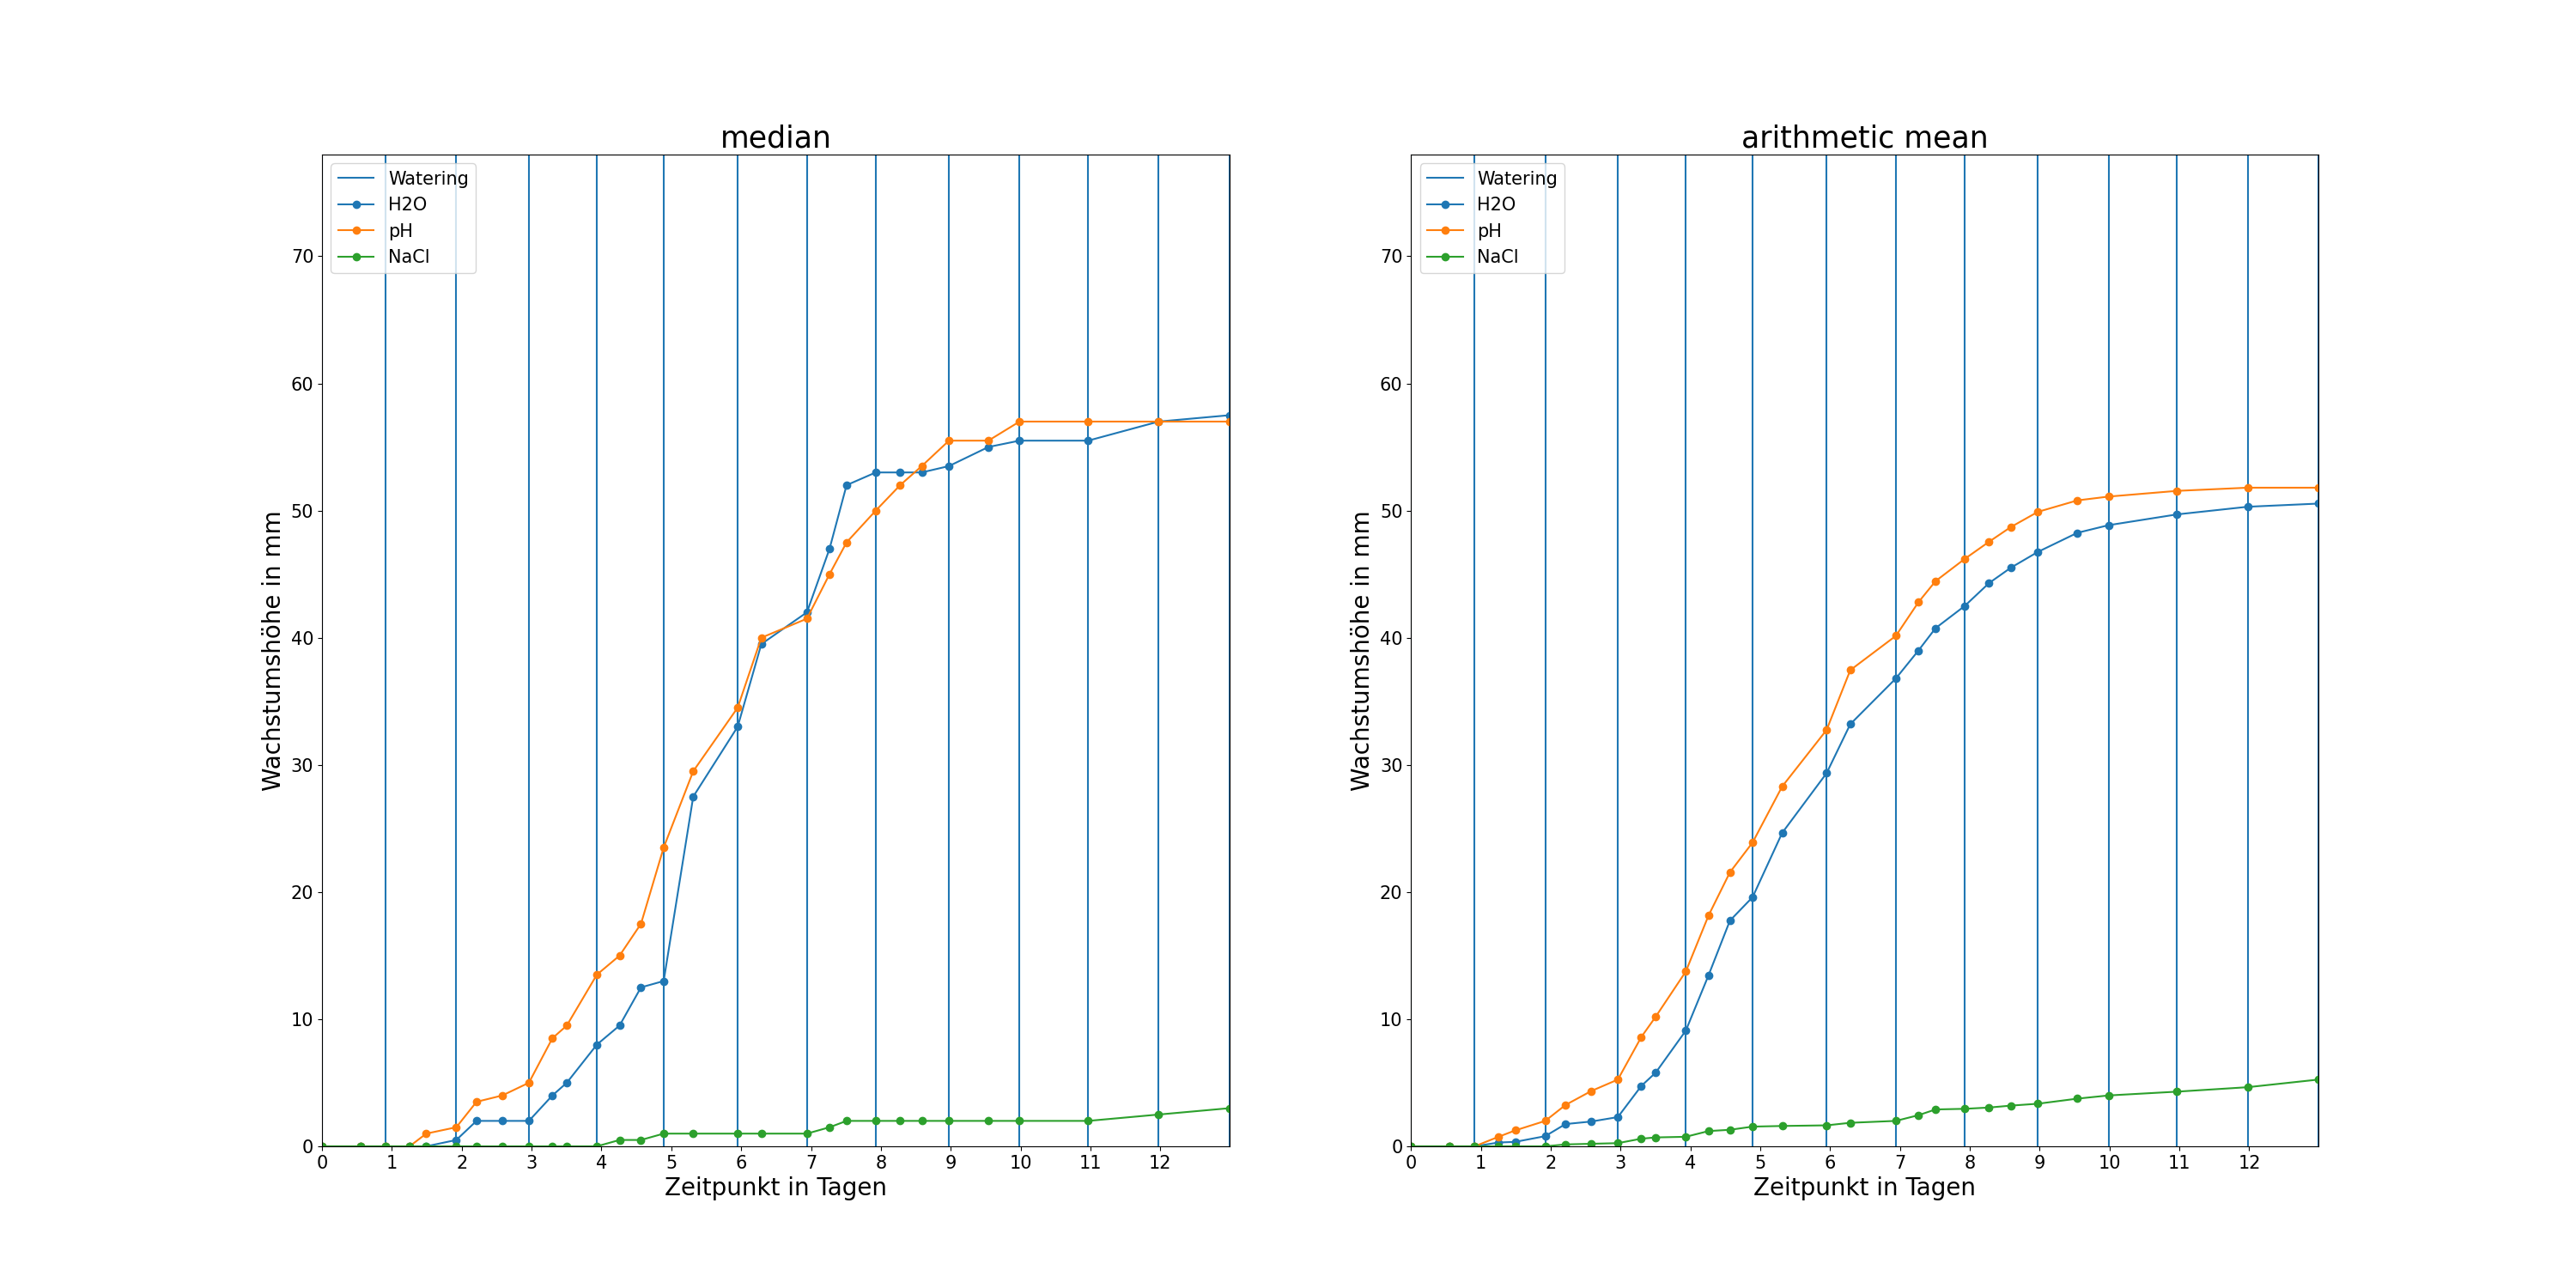 median
Watering
H2O
pH
NaCl
70
60
50
40
30
20
10
0
Wachstumshöhe in mm
0 1 2 3 4 5 6 7 8 9 10 11 12
Zeitpunkt in Tagen
arithmetic mean
Watering
H2O
pH
NaCl
70
60
50
40
30
20
10
0
Wachstumshöhe in mm
0 1 2 3 4 5 6 7 8 9 10 11 12
Zeitpunkt in Tagen